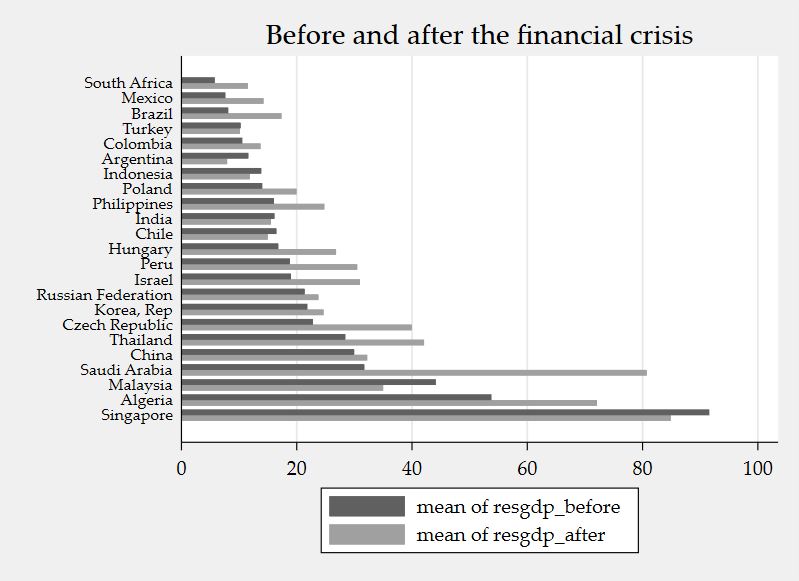 Before and after the financial crisis
South Africa
Mexico
Brazil
Turkey
Colombia
Argentina
Indonesia
Poland
Philippines
India
Chile
Hungary
Peru
Israel
Russian Federation
Korea, Rep
Czech Republic
Thailand
China
Saudi Arabia
Malaysia
Algeria
Singapore
0 20 40 60 80 100
mean of resgdp_before
mean of resgdp_after